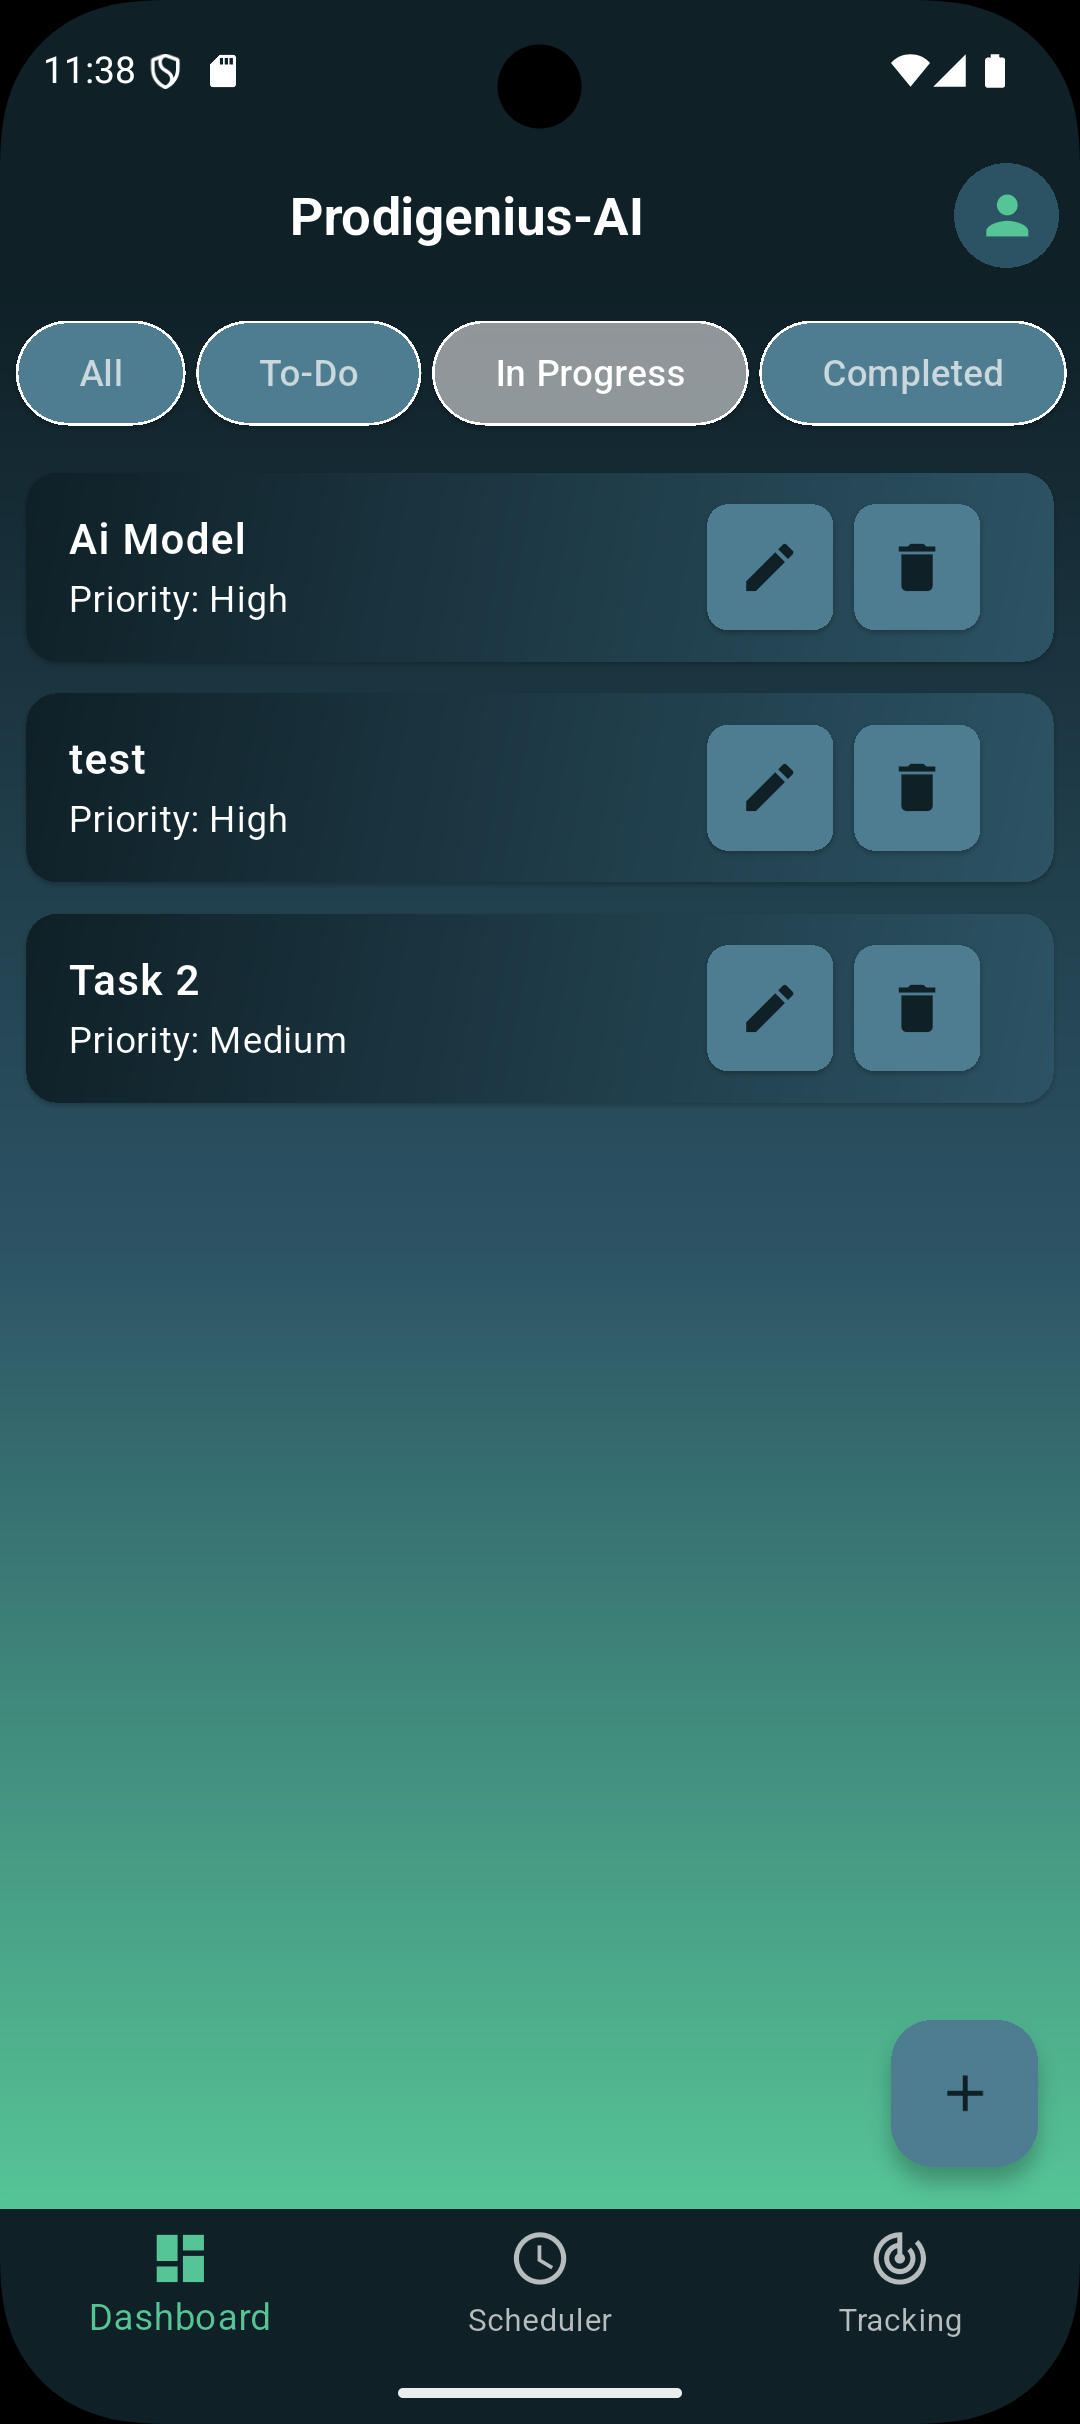 11:38
Prodigenius-AI
All To-Do In Progress Completed
Ai Model
Priority: High
test
Priority: High
Task 2
Priority: Medium
Dashboard Scheduler Tracking